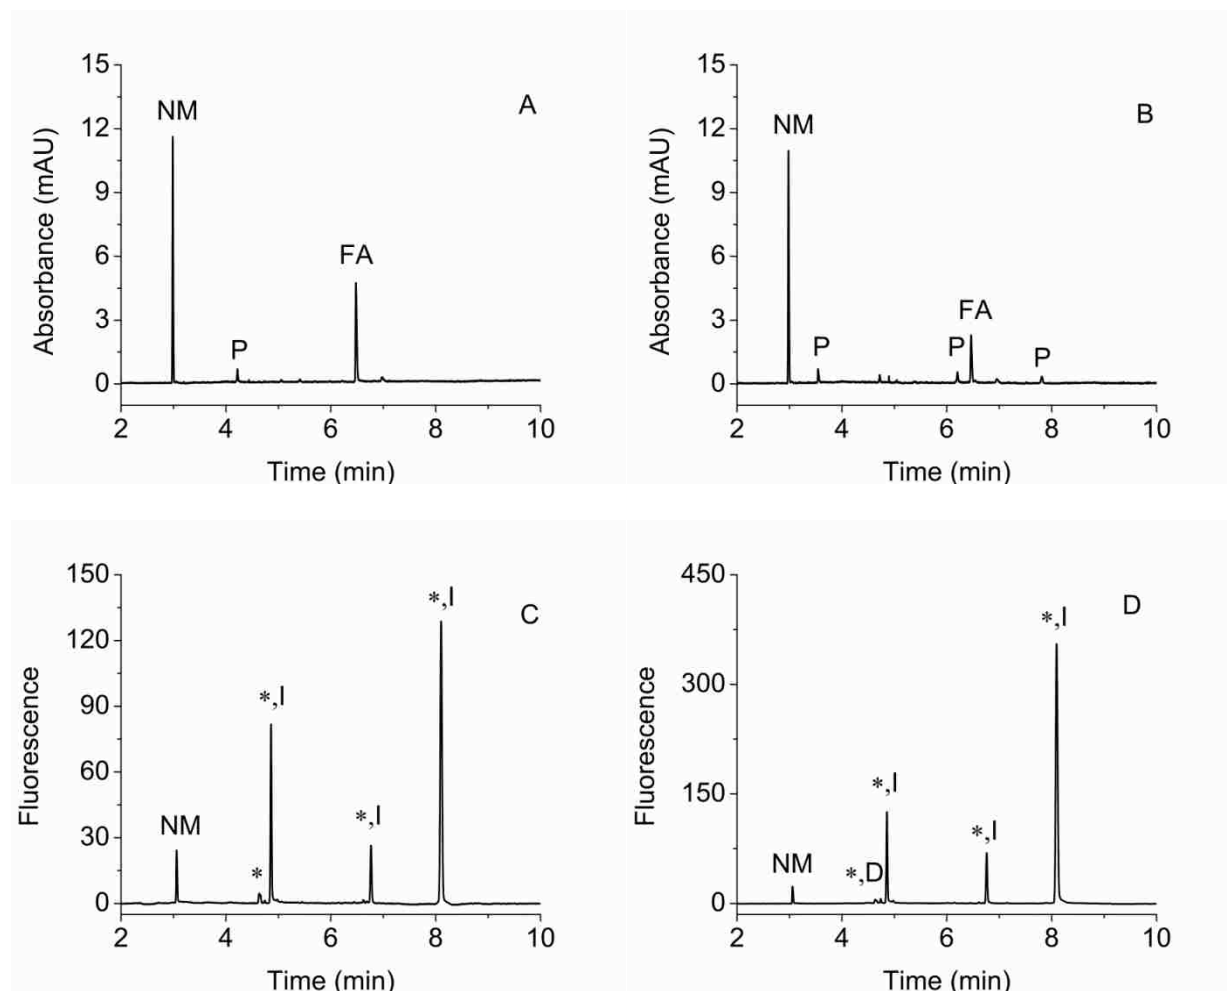 15
12
9
6
3
0
Absorbance (mAU)
NM
P
FA
A
2 4 6 8 10
Time (min)
15
12
9
6
3
0
Absorbance (mAU)
NM
P
P
FA
P
B
2 4 6 8 10
Time (min)
150
120
90
60
30
0
Fluorescence
NM
*
*,I
*,I
*,I
C
2 4 6 8 10
Time (min)
450
300
150
0
Fluorescence
NM
*,D
*,I
*,I
*,I
D
2 4 6 8 10
Time (min)